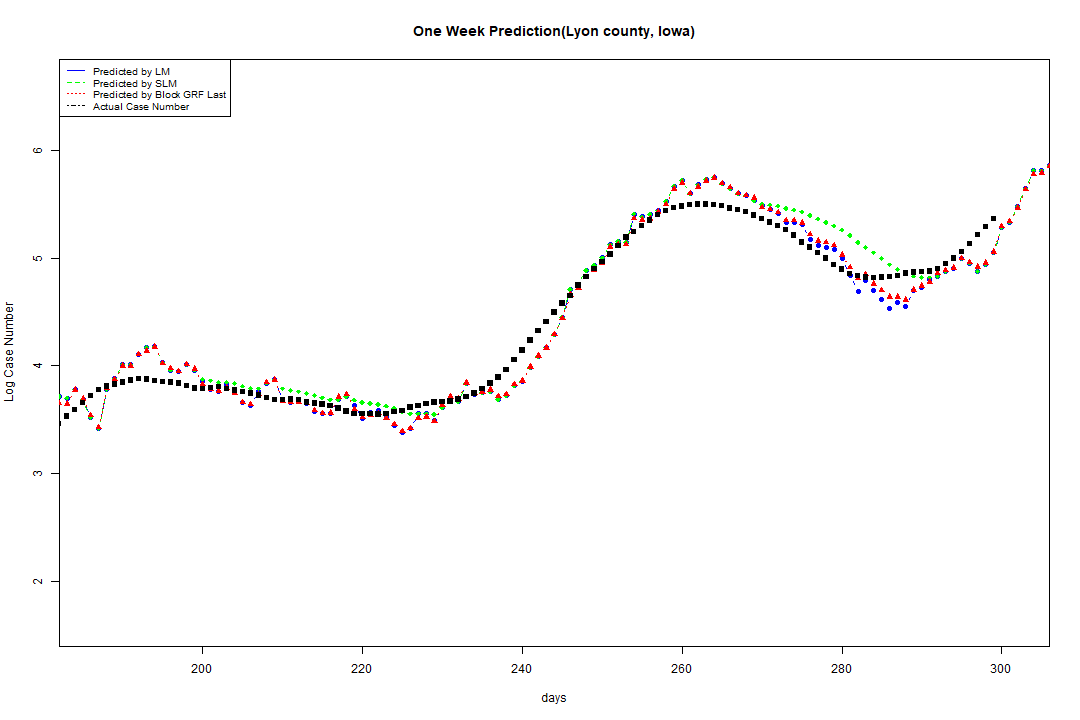 One Week Prediction(Lyon county, Iowa)
Predicted by LM
Predicted by SLM
Predicted by Block GRF Last
Actual Case Number
6
5
4
3
2
Log Case Number
200 220 240 260 280 300
days